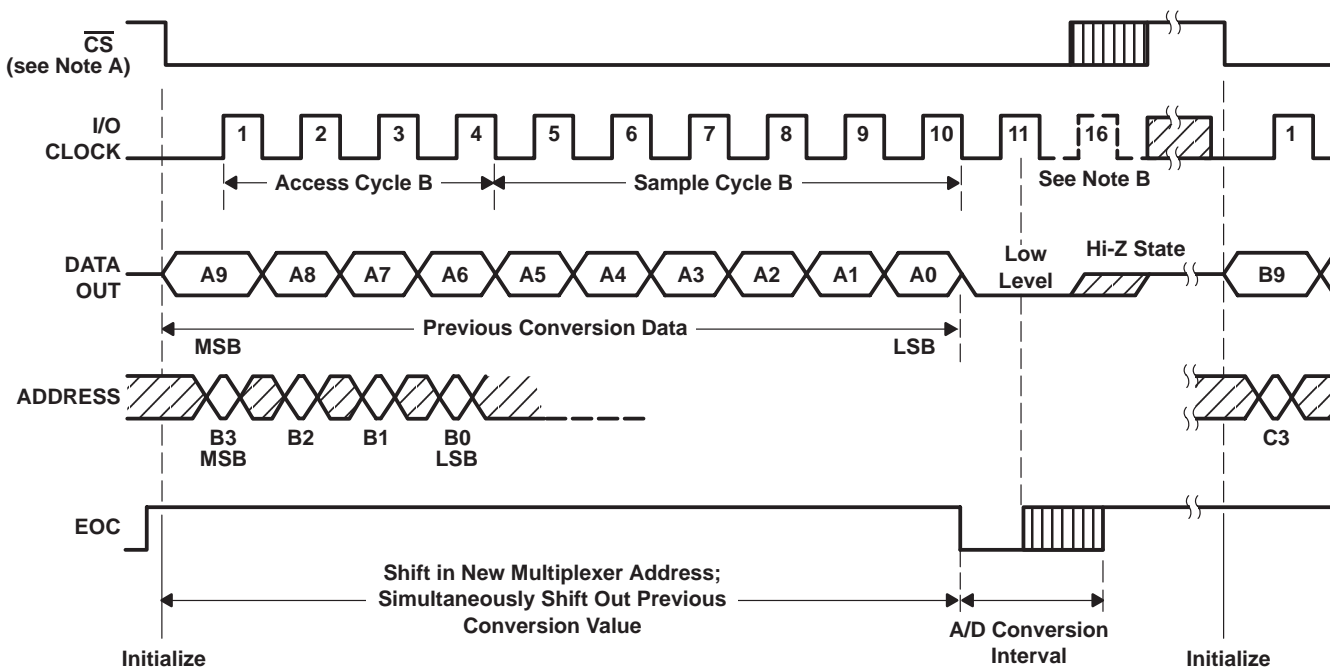 CS
(see Note A)
I/O
CLOCK
1 2 3 4 5 6 7 8 9 10 11 16 1
Access Cycle B
Sample Cycle B
See Note B
DATA
OUT
A9 A8 A7 A6 A5 A4 A3 A2 A1 A0
Low
Level
Hi-Z State
B9
Previous Conversion Data
MSB
LSB
ADDRESS
B3 B2 B1 B0
MSB LSB
C3
EOC
Shift in New Multiplexer Address;
Simultaneously Shift Out Previous
Conversion Value
A/D Conversion
Interval
Initialize
Initialize